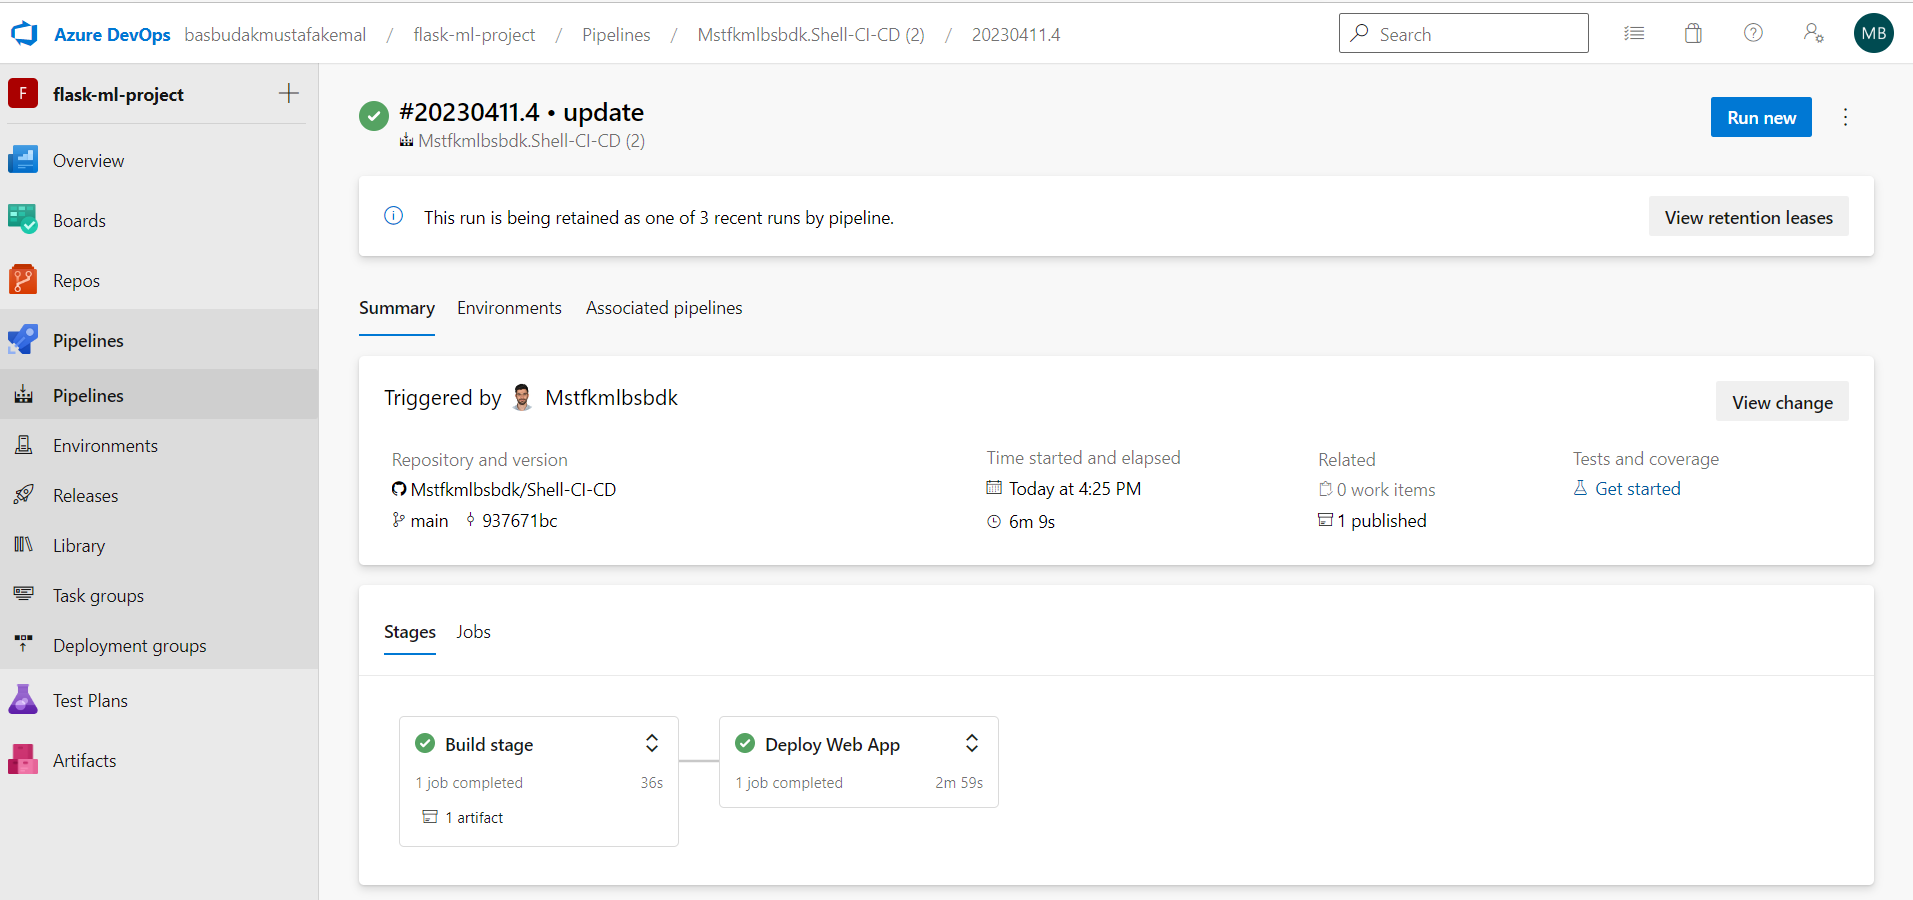 Azure DevOps basbudakmustafakemal / flask-ml-project / Pipelines / Mstfkmlbsbdk.Shell-CI-CD (2) / 20230411.4
Search
MB
F flask-ml-project
Overview
Boards
Repos
Pipelines
Pipelines
Environments
Releases
Library
Task groups
Deployment groups
Test Plans
Artifacts
#20230411.4 • update
Mstfkmlbsbdk.Shell-CI-CD (2)
Run new
This run is being retained as one of 3 recent runs by pipeline.
View retention leases
Summary Environments Associated pipelines
Triggered by Mstfkmlbsbdk
View change
Repository and version
Mstfkmlbsbdk/Shell-CI-CD
main 937671bc
Time started and elapsed
Today at 4:25 PM
6m 9s
Related
0 work items
1 published
Tests and coverage
Get started
Stages Jobs
Build stage
1 job completed 36s
1 artifact
Deploy Web App
1 job completed 2m 59s